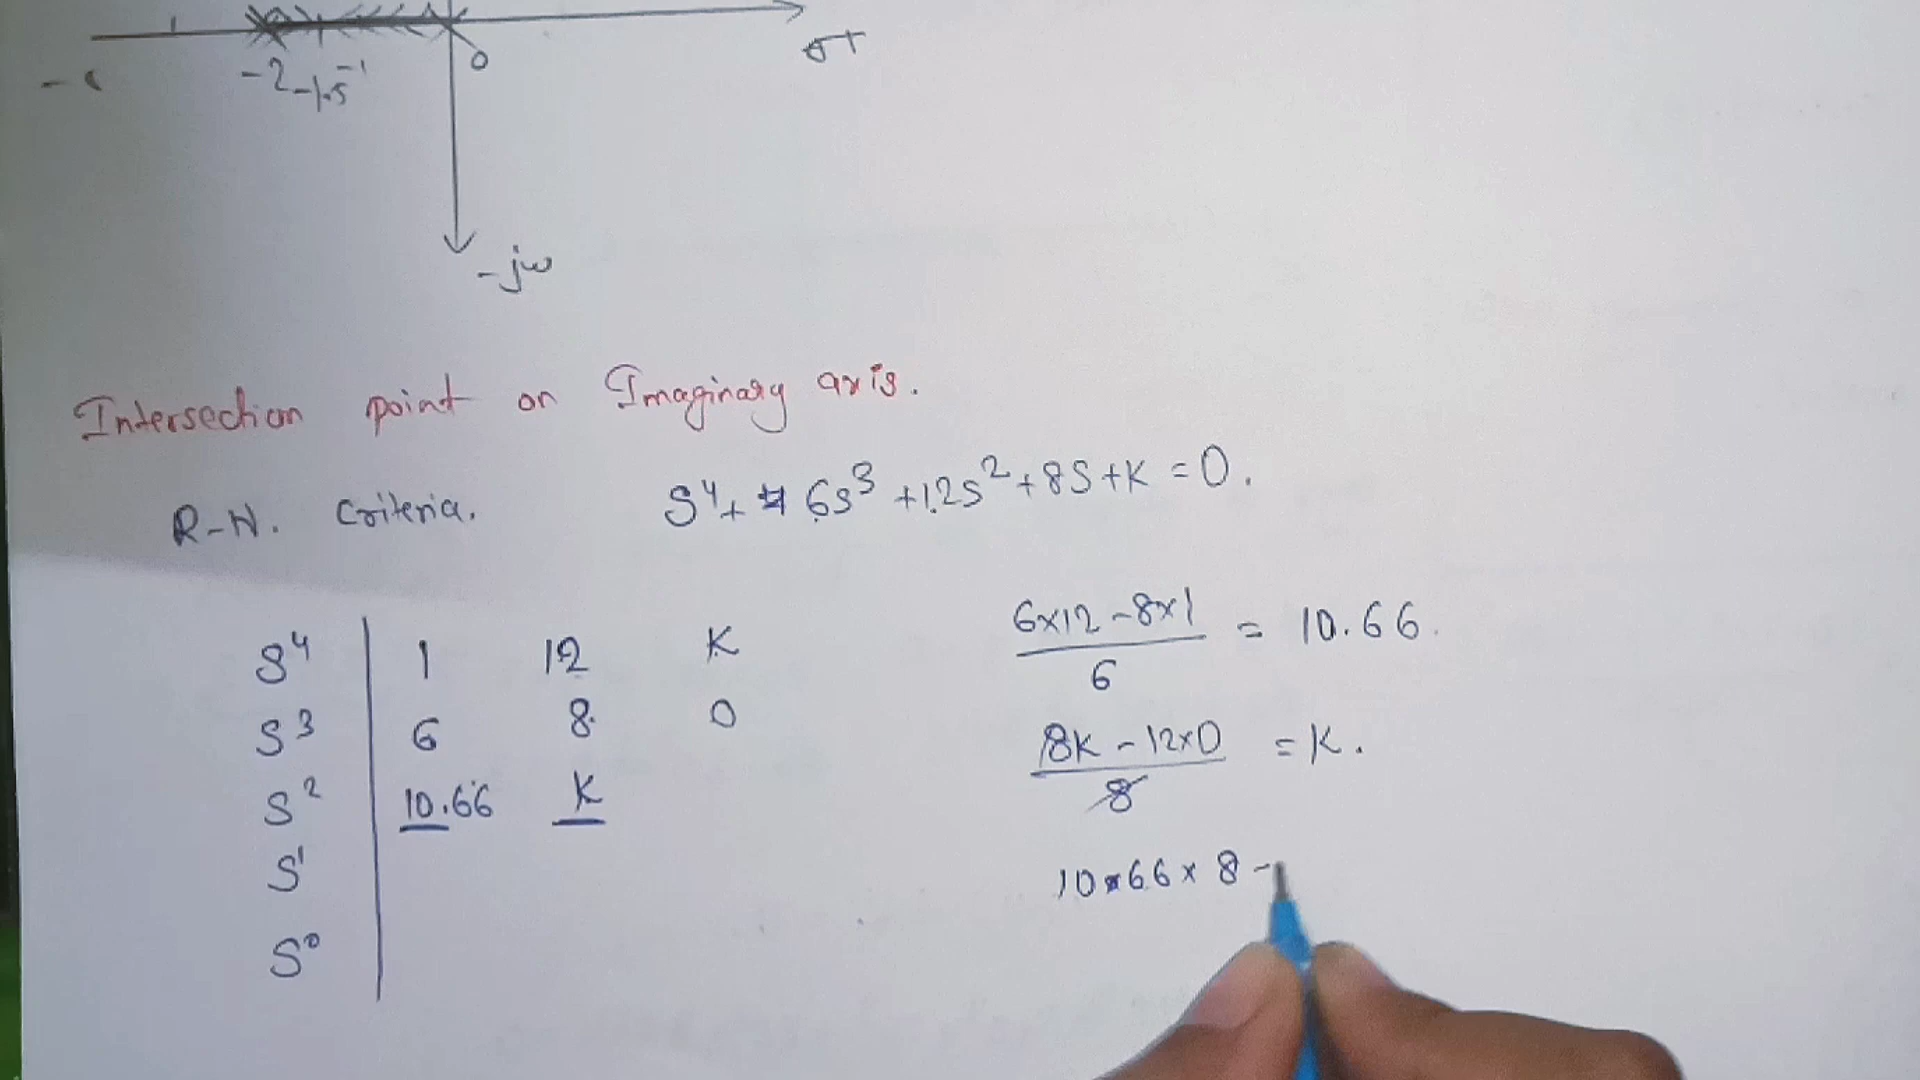 0
σ+
-2 -1.5 -1
-jω
Intersection point on Imaginary axis.
R-H. Criteria. S⁴ + 6s³ + 12s² + 8S + K = 0.
S⁴ | 1 12 K
S³ | 6 8 0
S² | 10.66 K
S¹ |
S⁰ |
6×12 - 8×1 / 6 = 10.66.
8K - 12×0 / 8 = K.
10.66 × 8 -